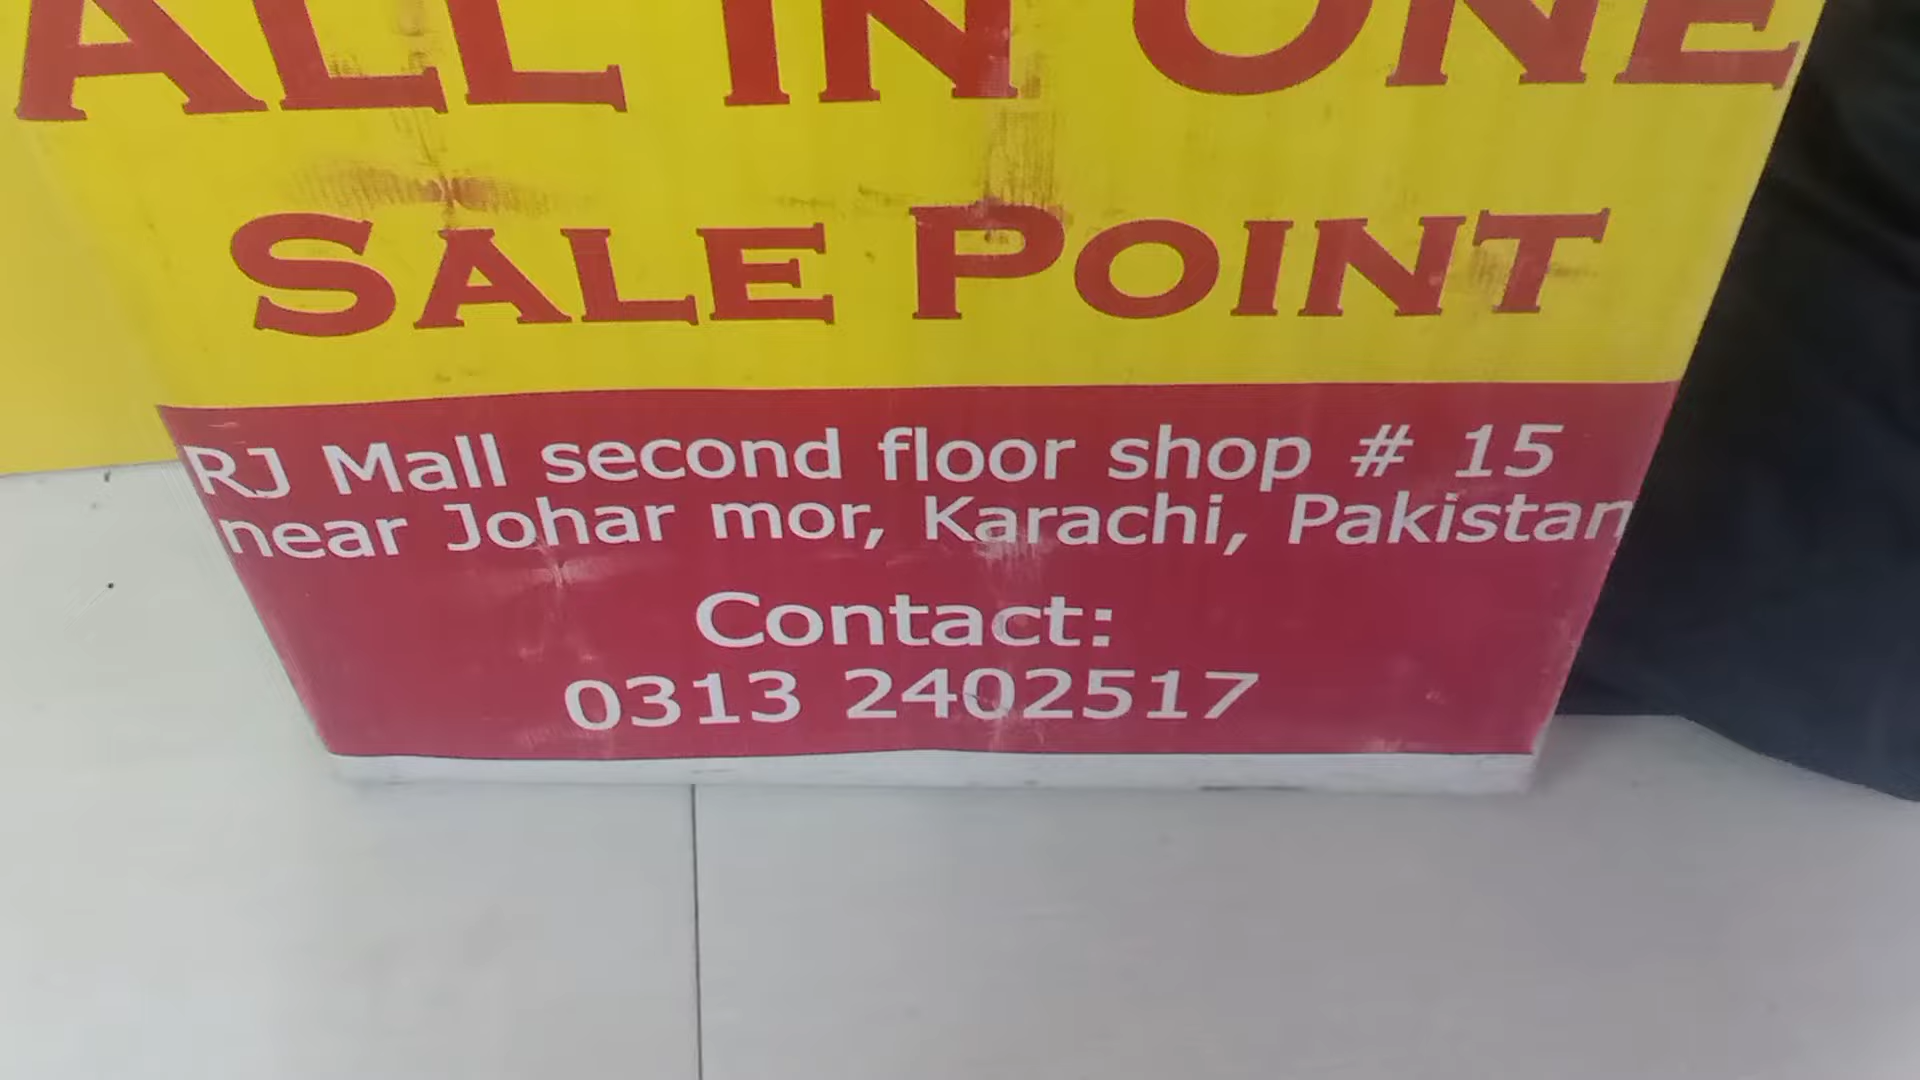 ALL IN ONE
SALE POINT
RJ Mall second floor shop # 15
near Johar mor, Karachi, Pakistan
Contact:
0313 2402517